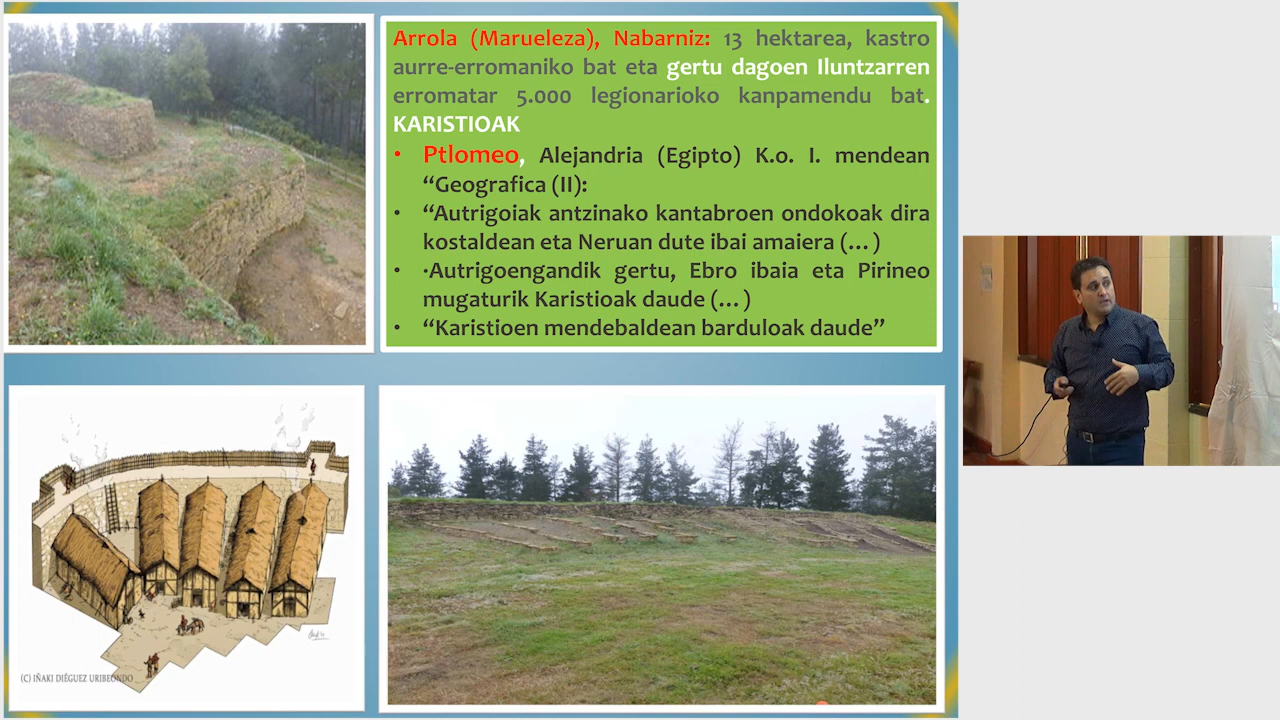 Arrola (Marueleza), Nabarniz: 13 hektarea, kastro
aurre-erromaniko bat eta gertu dagoen Iluntzarren
erromatar 5.000 legionarioko kanpamendu bat.
KARISTIOAK
• Ptlomeo, Alejandria (Egipto) K.o. I. mendean
“Geografica (II):
• “Autrigoiak antzinako kantabroen ondokoak dira
kostaldean eta Neruan dute ibai amaiera (…)
• ·Autrigoengandik gertu, Ebro ibaia eta Pirineo
mugaturik Karistioak daude (…)
• “Karistioen mendebaldean barduloak daude”
(C) IÑAKI DIÉGUEZ URIBEONDO